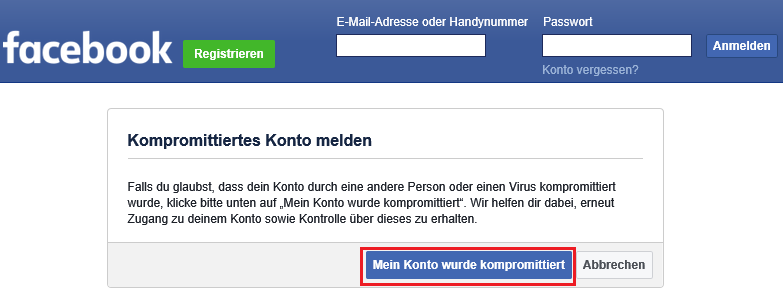 E-Mail-Adresse oder Handynummer Passwort
facebook Registrieren Anmelden
Konto vergessen?
Kompromittiertes Konto melden
Falls du glaubst, dass dein Konto durch eine andere Person oder einen Virus kompromittiert
wurde, klicke bitte unten auf „Mein Konto wurde kompromittiert“. Wir helfen dir dabei, erneut
Zugang zu deinem Konto sowie Kontrolle über dieses zu erhalten.
Mein Konto wurde kompromittiert Abbrechen